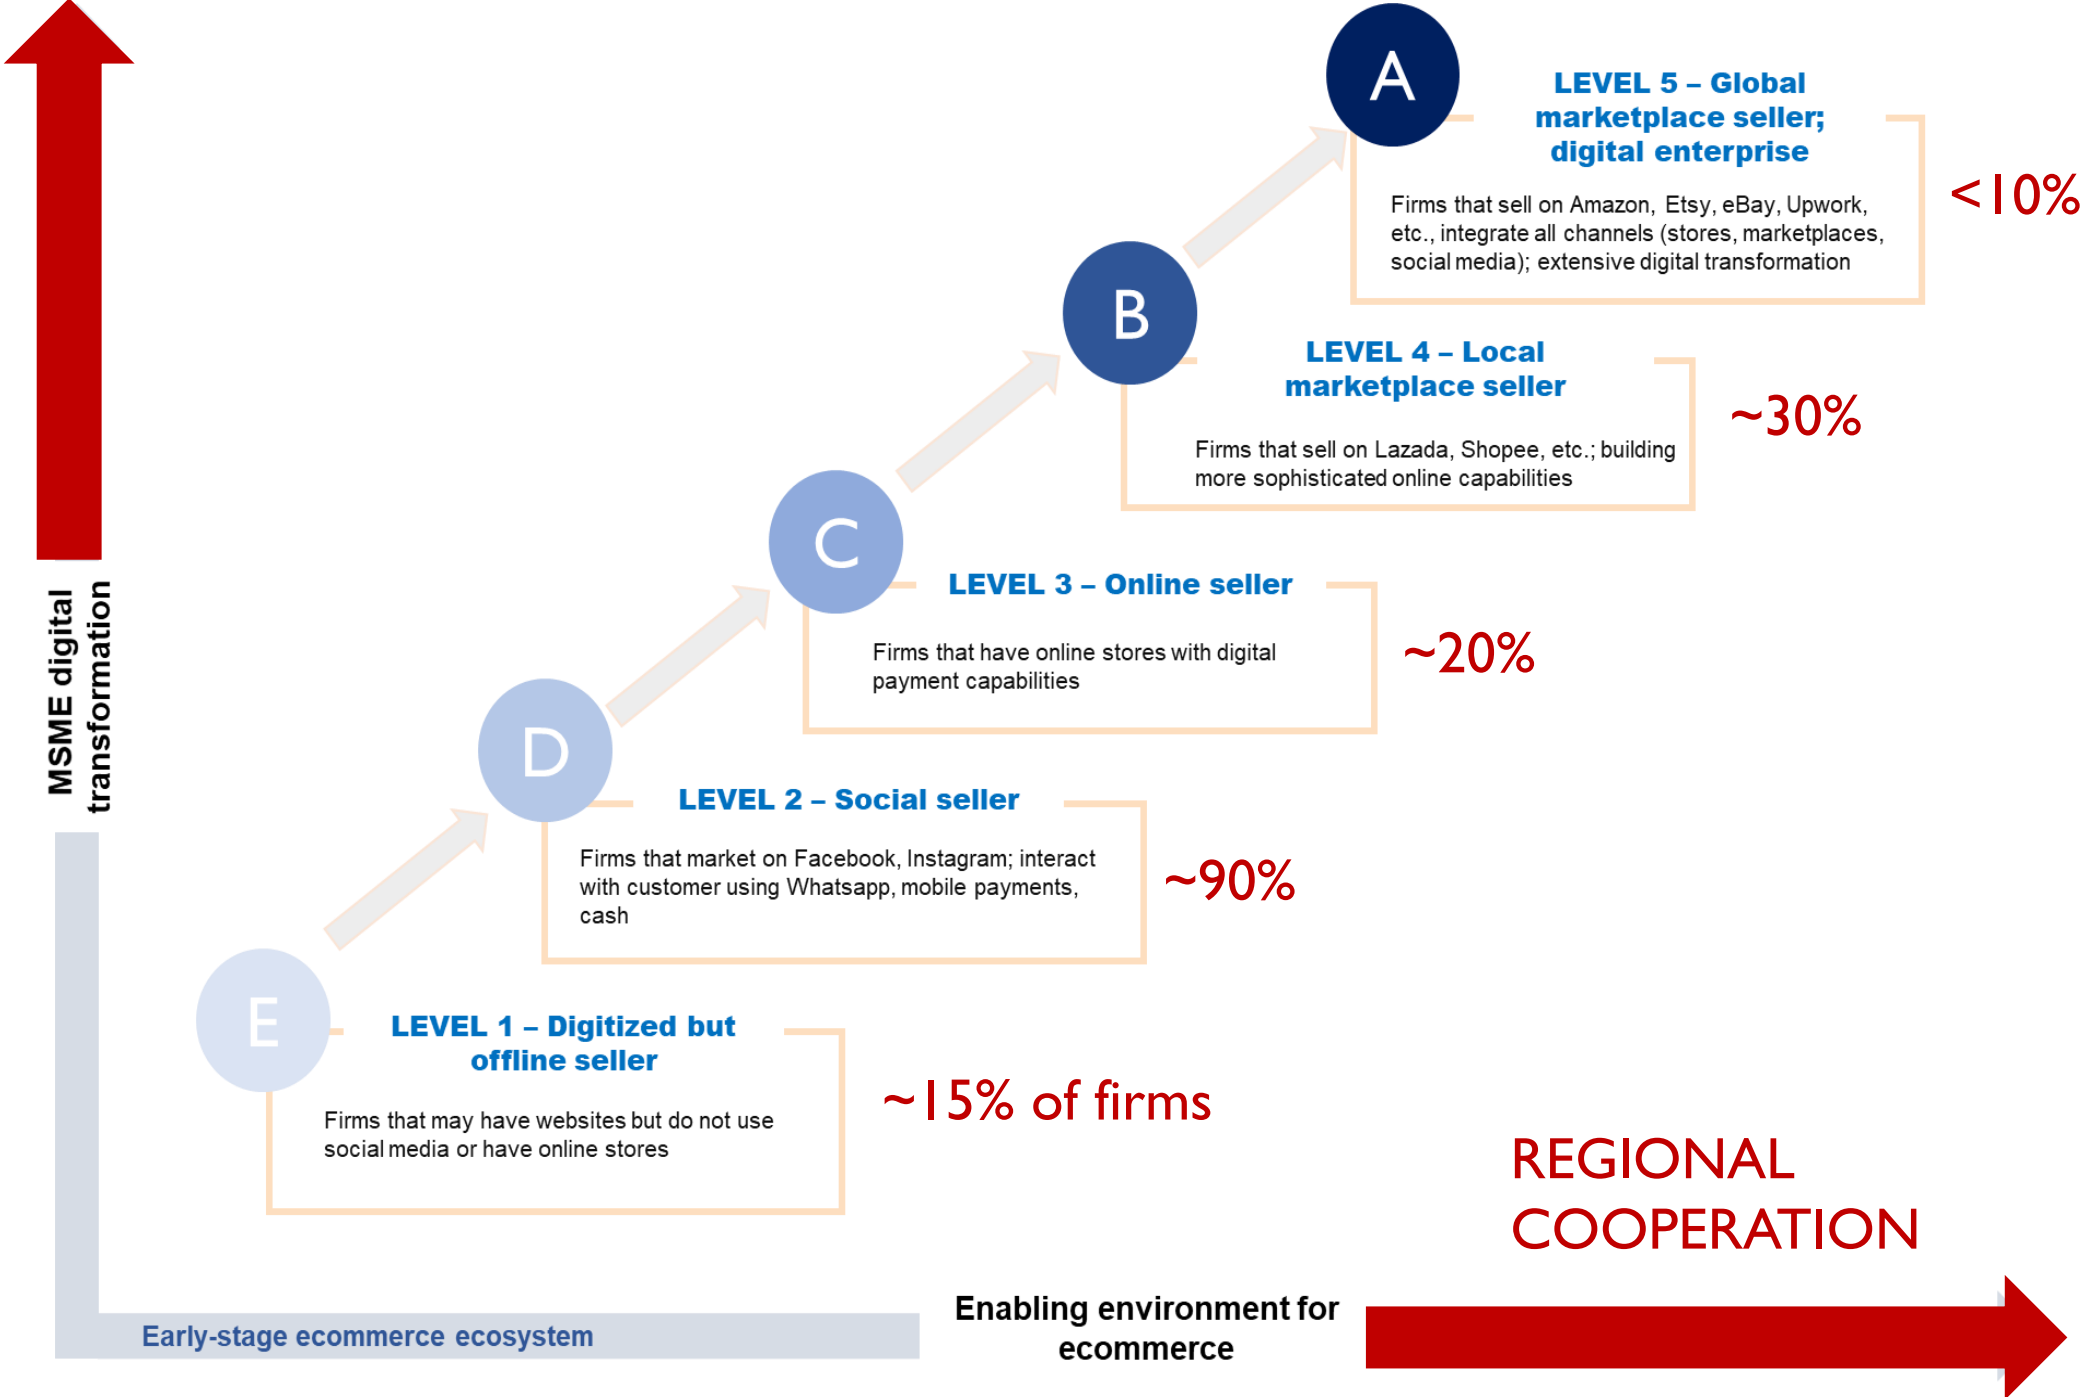 A
LEVEL 5 – Global
marketplace seller;
digital enterprise
Firms that sell on Amazon, Etsy, eBay, Upwork,
etc., integrate all channels (stores, marketplaces,
social media); extensive digital transformation
<10%
B
LEVEL 4 – Local
marketplace seller
Firms that sell on Lazada, Shopee, etc.; building
more sophisticated online capabilities
~30%
C
LEVEL 3 – Online seller
Firms that have online stores with digital
payment capabilities
~20%
D
LEVEL 2 – Social seller
Firms that market on Facebook, Instagram; interact
with customer using Whatsapp, mobile payments,
cash
~90%
E
LEVEL 1 – Digitized but
offline seller
Firms that may have websites but do not use
social media or have online stores
~15% of firms
MSME digital
transformation
REGIONAL
COOPERATION
Early-stage ecommerce ecosystem
Enabling environment for
ecommerce